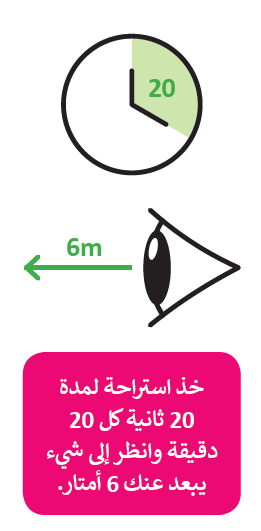 20
6m
خذ استراحة لمدة
20 ثانية كل 20
دقيقة وانظر إلى شيء
يبعد عنك 6 أمتار.